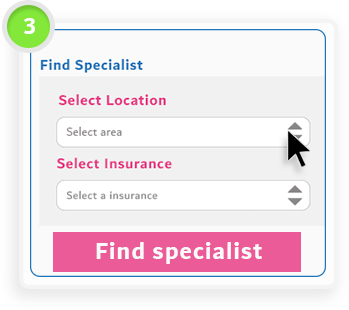 3
Find Specialist
Select Location
Select area
Select Insurance
Select a insurance
Find specialist